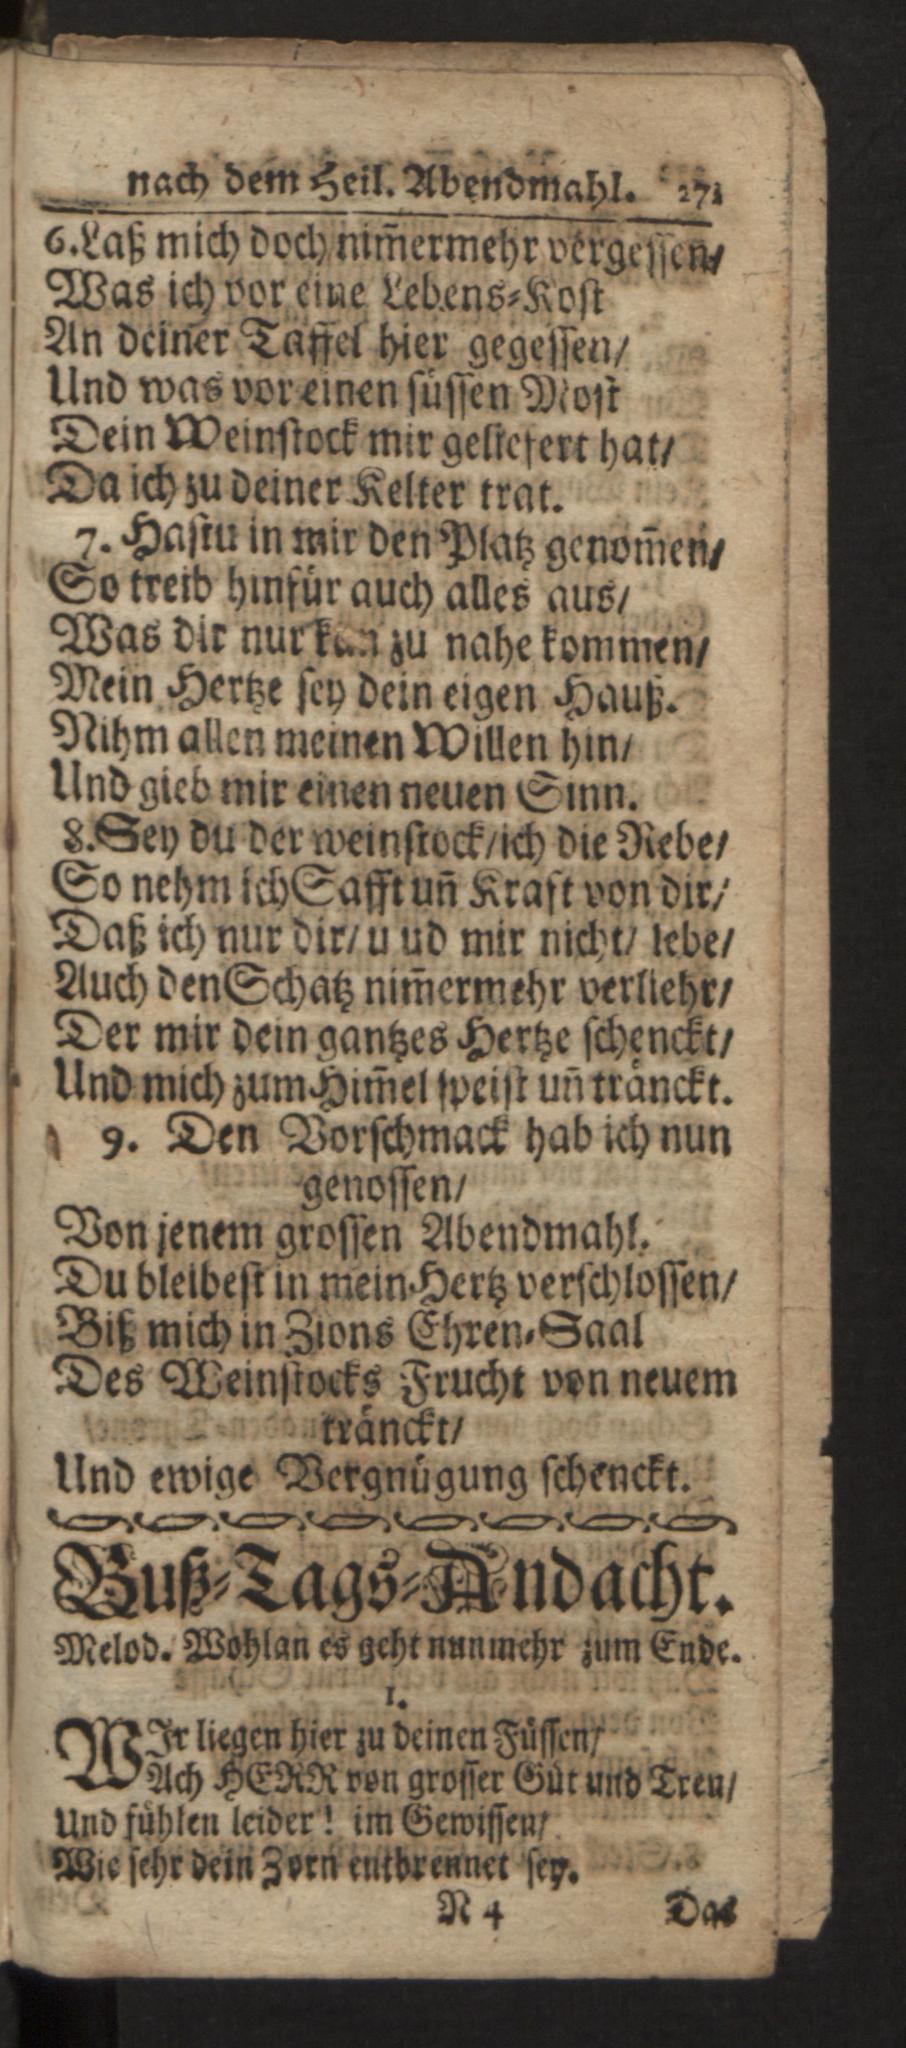 nach dem Heil. Abendmahl. 271
6. Laß mich doch nim̄ermehr vergessen/
Was ich vor eine Lebens-Kost
An deiner Taffel hier gegessen/
Und was vor einen süssen Most
Dein Weinstock mir geliefert hat/
Da ich zu deiner Kelter trat.
7. Hastu in mir den Platz genom̄en/
So treib hinfür auch alles aus/
Was dir nur kan zu nahe kommen/
Mein Hertze sey dein eigen Hauß.
Nihm allen meinen Willen hin/
Und gieb mir einen neuen Sinn.
8. Sey du der weinstock/ich die Rebe/
So nehm ich Safft un̄ Kraft von dir/
Daß ich nur dir/ u ud mir nicht/ lebe/
Auch den Schatz nim̄ermehr verliehr/
Der mir dein gantzes Hertze schenckt/
Und mich zum Him̄el speist un̄ tränckt.
9. Den Vorschmack hab ich nun
genossen/
Von jenem grossen Abendmahl.
Du bleibest in mein Hertz verschlossen/
Biß mich in Zions Ehren-Saal
Des Weinstocks Frucht von neuem
tränckt/
Und ewige Vergnügung schenckt.
Buß-Tags-Andacht.
Melod. Wohlan es geht nunmehr zum Ende.
1.
WIr liegen hier zu deinen Füssen/
Ach HERR von grosser Güt und Treu/
Und fühlen leider! im Gewissen/
Wie sehr dein Zorn entbrennet sey.
N 4 Das